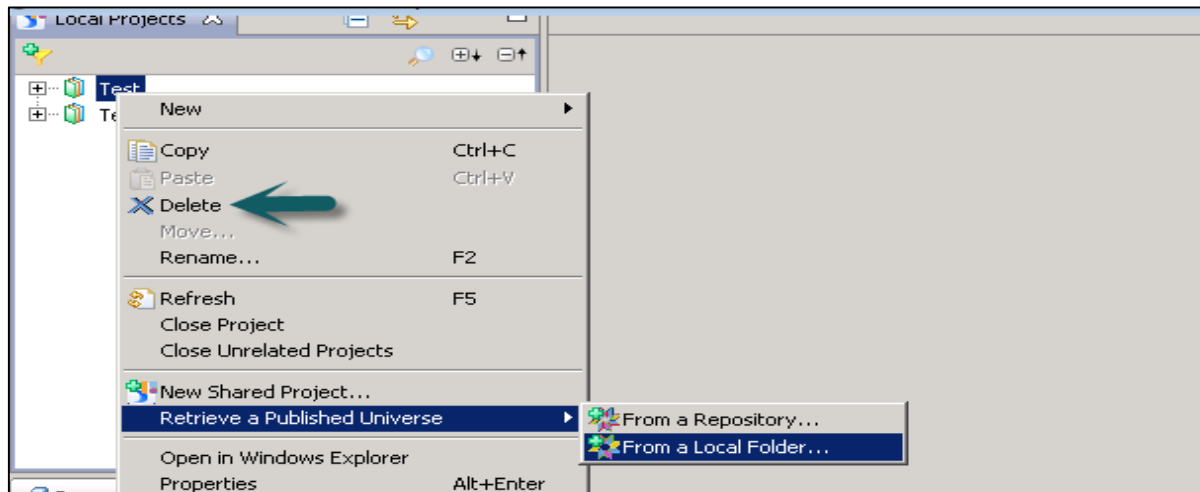 Local Projects
Test
New
Copy Ctrl+C
Paste Ctrl+V
Delete
Move...
Rename... F2
Refresh F5
Close Project
Close Unrelated Projects
New Shared Project...
Retrieve a Published Universe
From a Repository...
From a Local Folder...
Open in Windows Explorer
Properties Alt+Enter